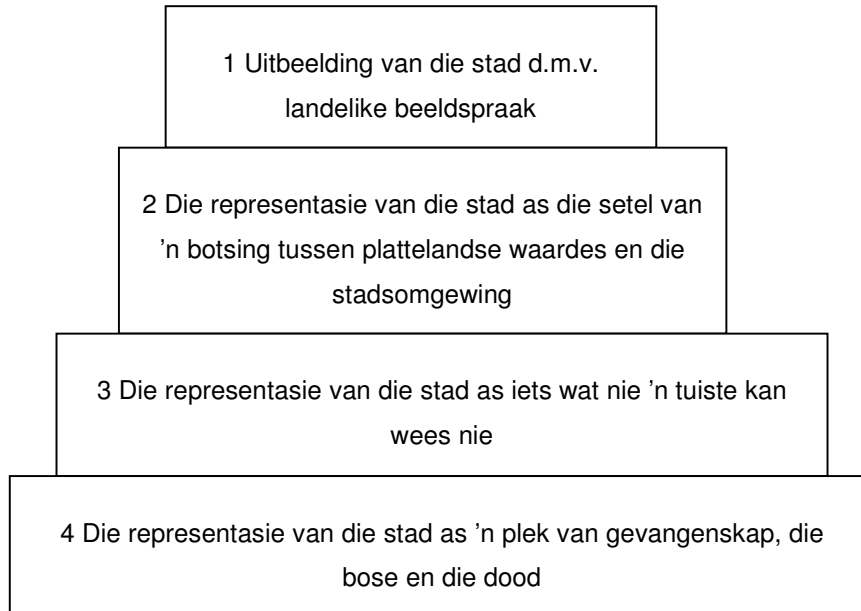 1 Uitbeelding van die stad d.m.v.
landelike beeldspraak
2 Die representasie van die stad as die setel van
’n botsing tussen plattelandse waardes en die
stadsomgewing
3 Die representasie van die stad as iets wat nie ’n tuiste kan
wees nie
4 Die representasie van die stad as ’n plek van gevangenskap, die
bose en die dood